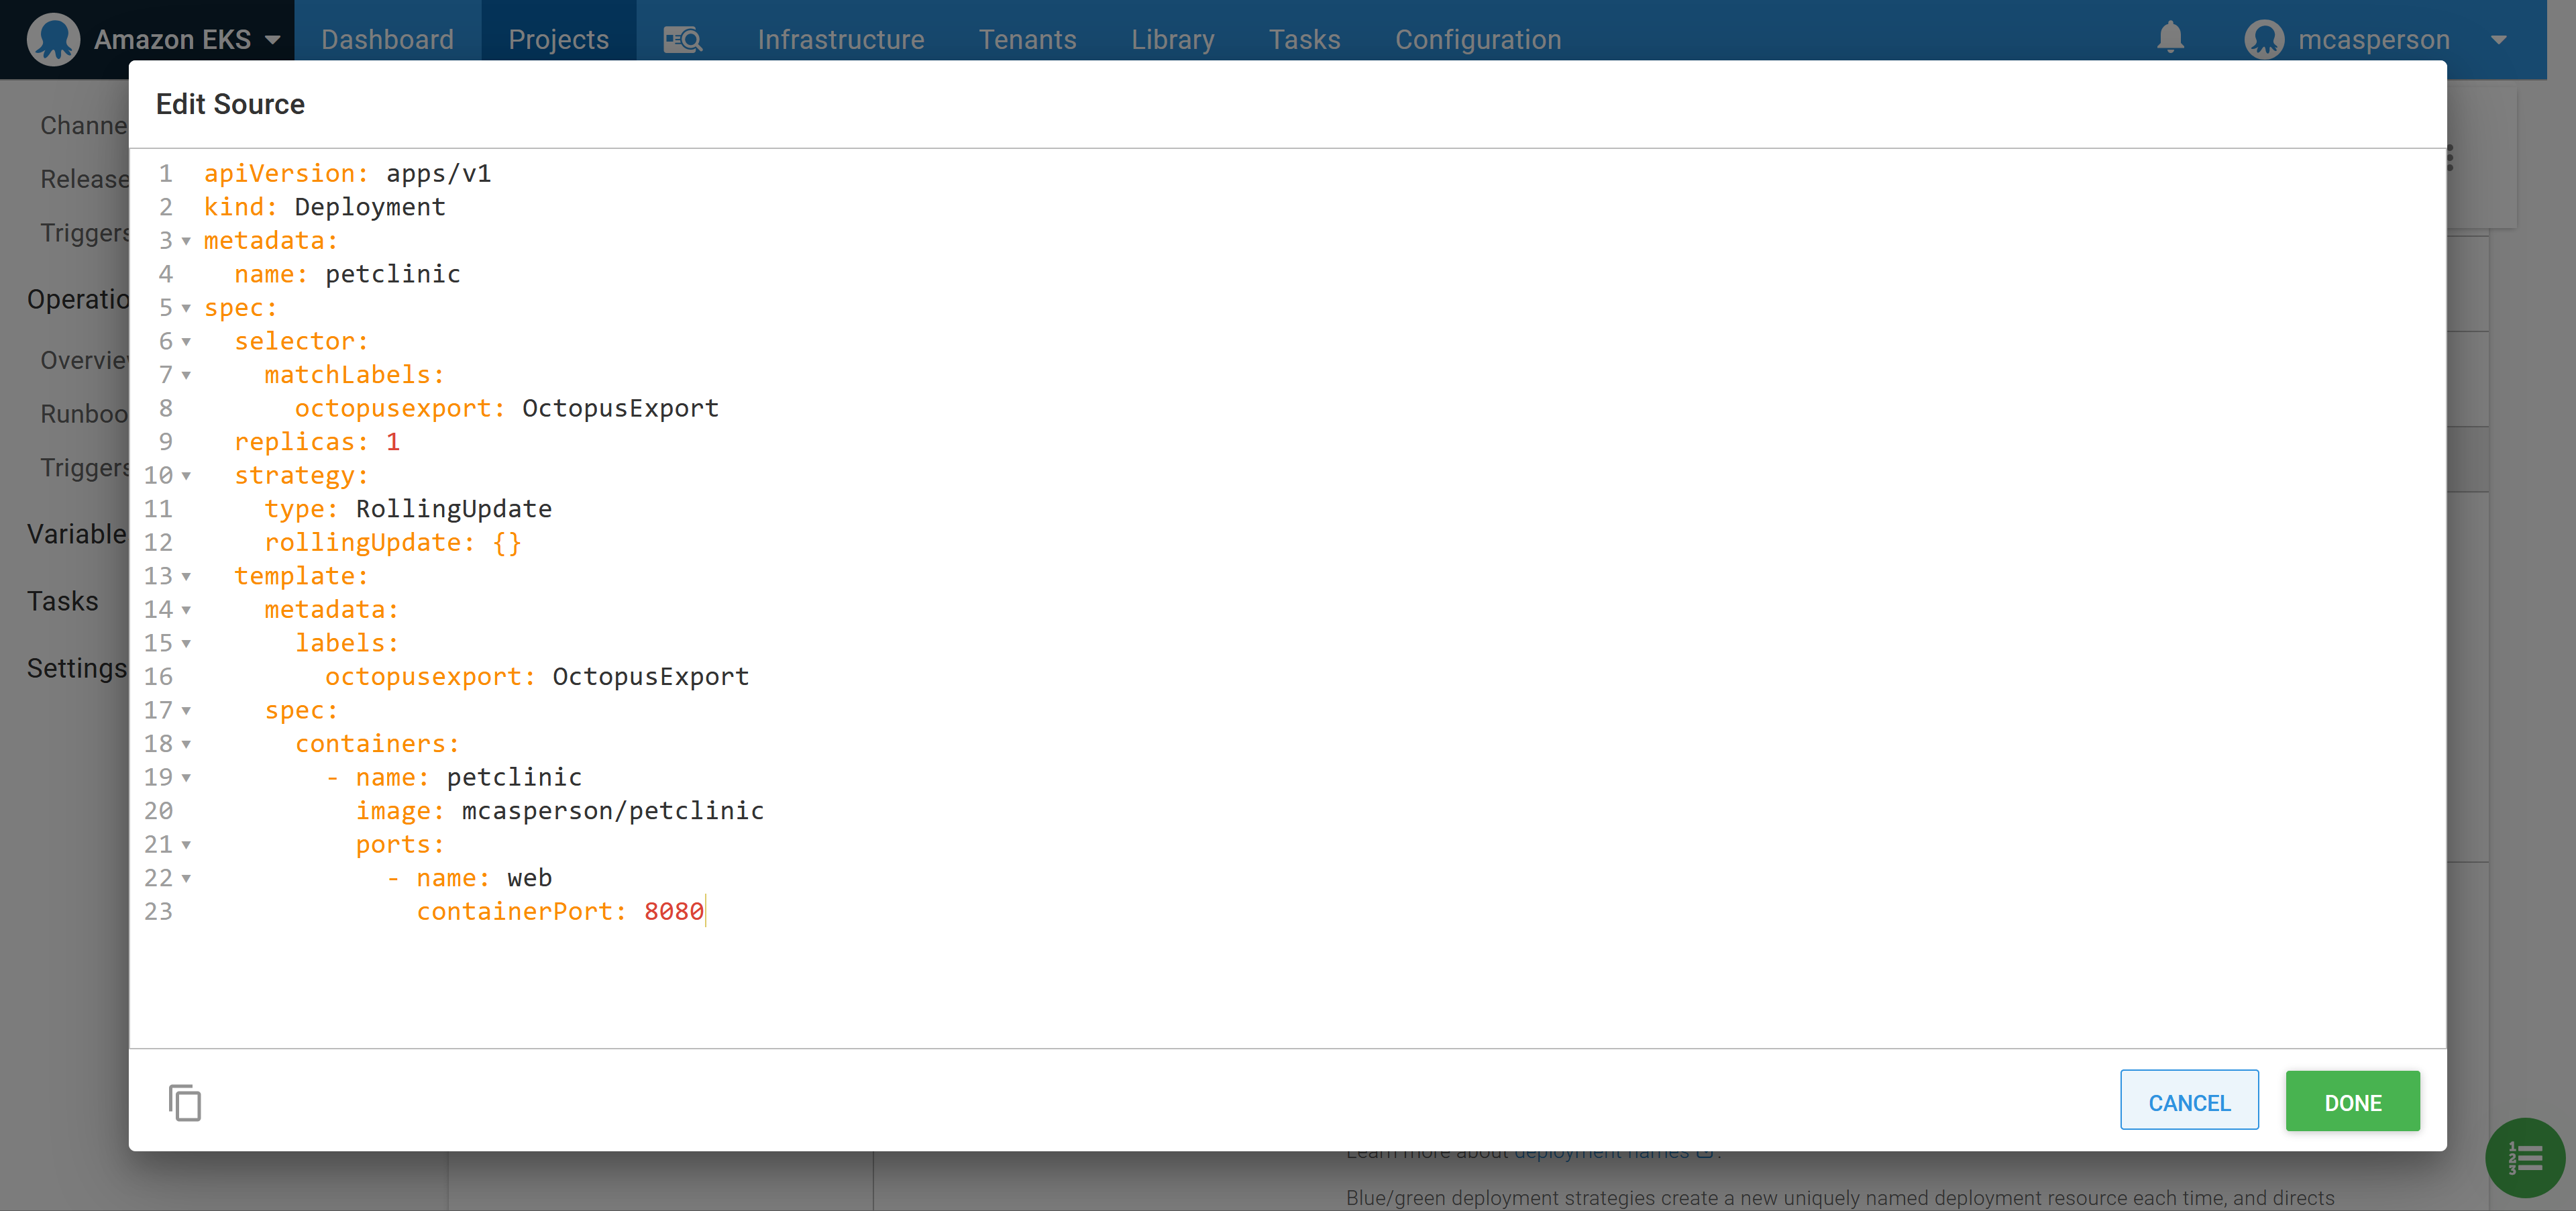 Amazon EKS
Dashboard
Projects
Infrastructure
Tenants
Library
Tasks
Configuration
mcasperson
Edit Source
Channe
Release
Triggers
Operatio
Overvie
Runboo
Triggers
Variable
Tasks
Settings
1 apiVersion: apps/v1
2 kind: Deployment
3 metadata:
4   name: petclinic
5 spec:
6   selector:
7     matchLabels:
8       octopusexport: OctopusExport
9   replicas: 1
10   strategy:
11     type: RollingUpdate
12     rollingUpdate: {}
13   template:
14     metadata:
15       labels:
16         octopusexport: OctopusExport
17     spec:
18       containers:
19         - name: petclinic
20           image: mcasperson/petclinic
21           ports:
22             - name: web
23               containerPort: 8080
CANCEL
DONE
Learn more about deployment names
Blue/green deployment strategies create a new uniquely named deployment resource each time, and directs